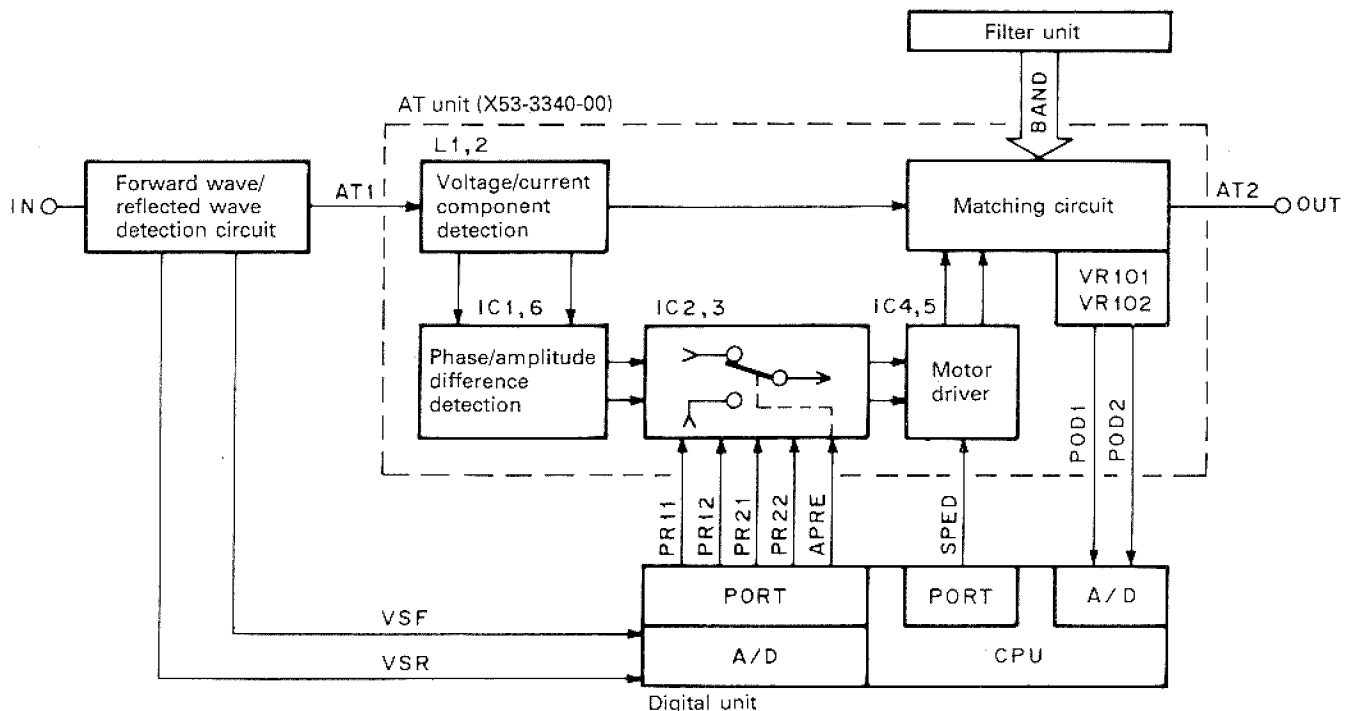 Filter unit
BAND
AT unit (X53-3340-00)
L1,2
IN
Forward wave/
reflected wave
detection circuit
AT1
Voltage/current
component
detection
Matching circuit
AT2
OUT
VR101
VR102
IC1,6
IC2,3
IC4,5
Phase/amplitude
difference
detection
Motor
driver
POD1
POD2
PR11
PR12
PR21
PR22
APRE
SPED
PORT
PORT
A/D
VSF
VSR
A/D
CPU
Digital unit